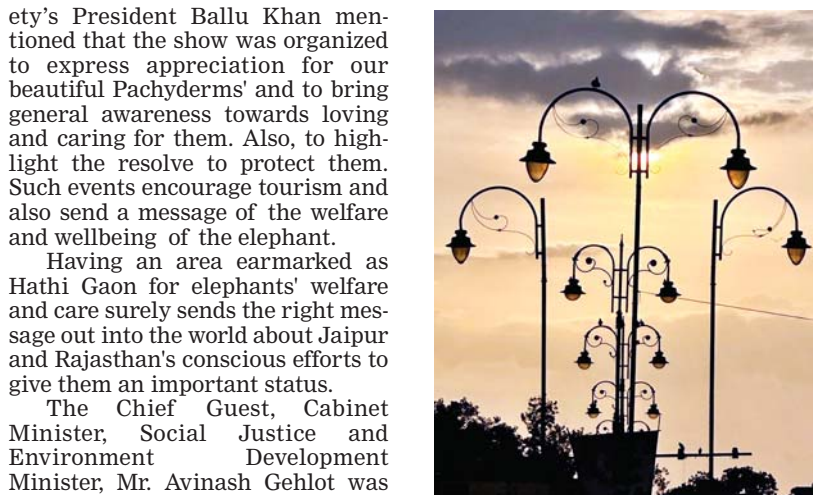 ety’s President Ballu Khan men-
tioned that the show was organized
to express appreciation for our
beautiful Pachyderms' and to bring
general awareness towards loving
and caring for them. Also, to high-
light the resolve to protect them.
Such events encourage tourism and
also send a message of the welfare
and wellbeing of the elephant.
Having an area earmarked as
Hathi Gaon for elephants' welfare
and care surely sends the right mes-
sage out into the world about Jaipur
and Rajasthan's conscious efforts to
give them an important status.
The Chief Guest, Cabinet
Minister, Social Justice and
Environment Development
Minister, Mr. Avinash Gehlot was